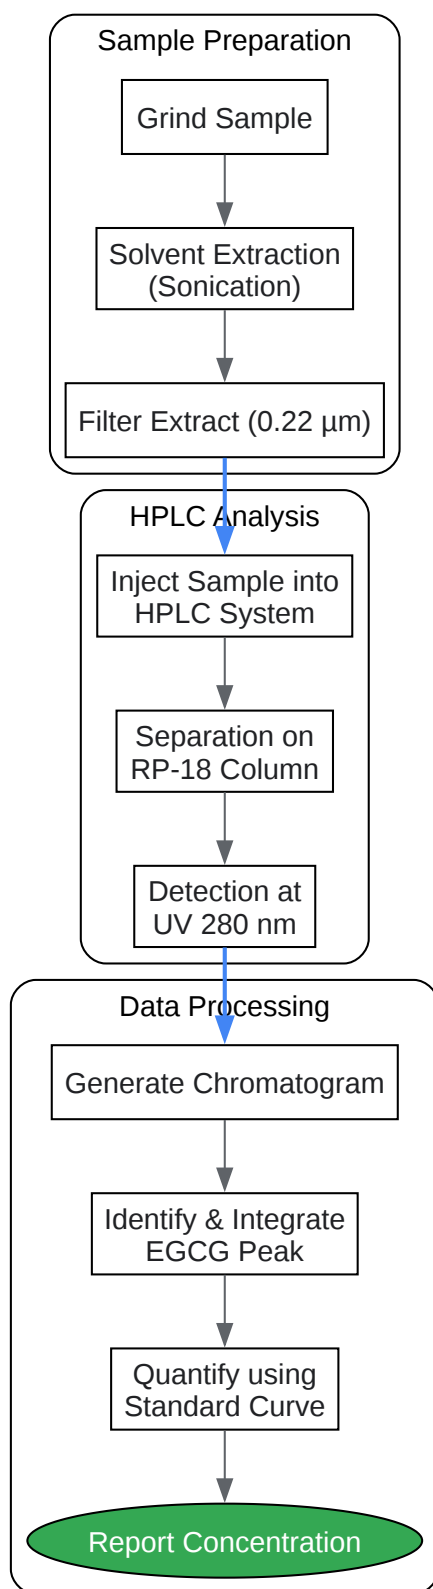 Sample Preparation
Grind Sample
Solvent Extraction
(Sonication)
Filter Extract (0.22 µm)
HPLC Analysis
Inject Sample into
HPLC System
Separation on
RP-18 Column
Detection at
UV 280 nm
Data Processing
Generate Chromatogram
Identify & Integrate
EGCG Peak
Quantify using
Standard Curve
Report Concentration